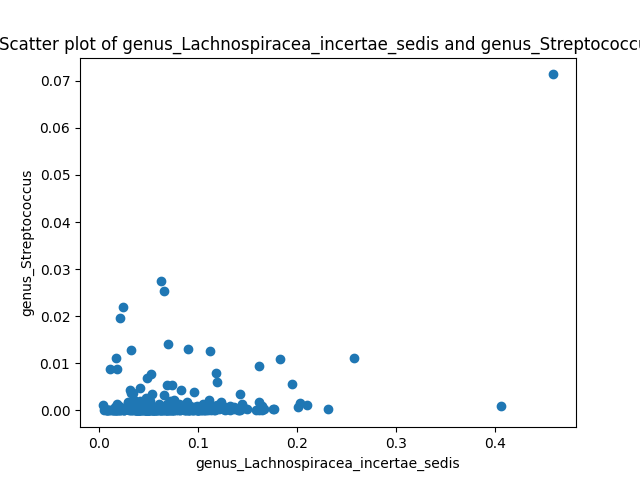 Scatter plot of genus_Lachnospiracea_incertae_sedis and genus_Streptococcu
0.07
0.06
0.05
0.04
0.03
0.02
0.01
0.00
genus_Streptococcus
0.0 0.1 0.2 0.3 0.4
genus_Lachnospiracea_incertae_sedis